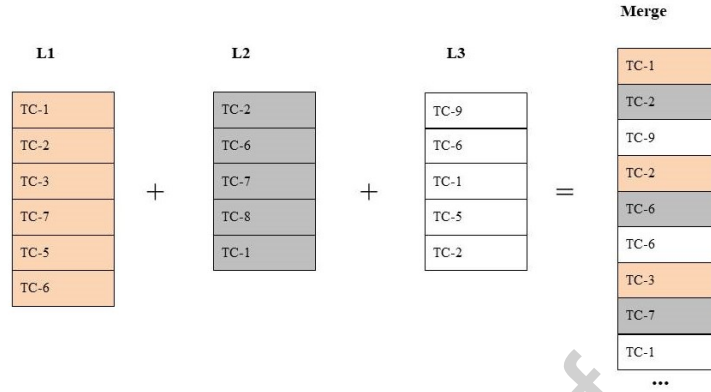 Merge
L1
L2
L3
TC-1
TC-2
TC-3
TC-7
TC-5
TC-6
+
TC-2
TC-6
TC-7
TC-8
TC-1
+
TC-9
TC-6
TC-1
TC-5
TC-2
=
TC-1
TC-2
TC-9
TC-2
TC-6
TC-6
TC-3
TC-7
TC-1
...